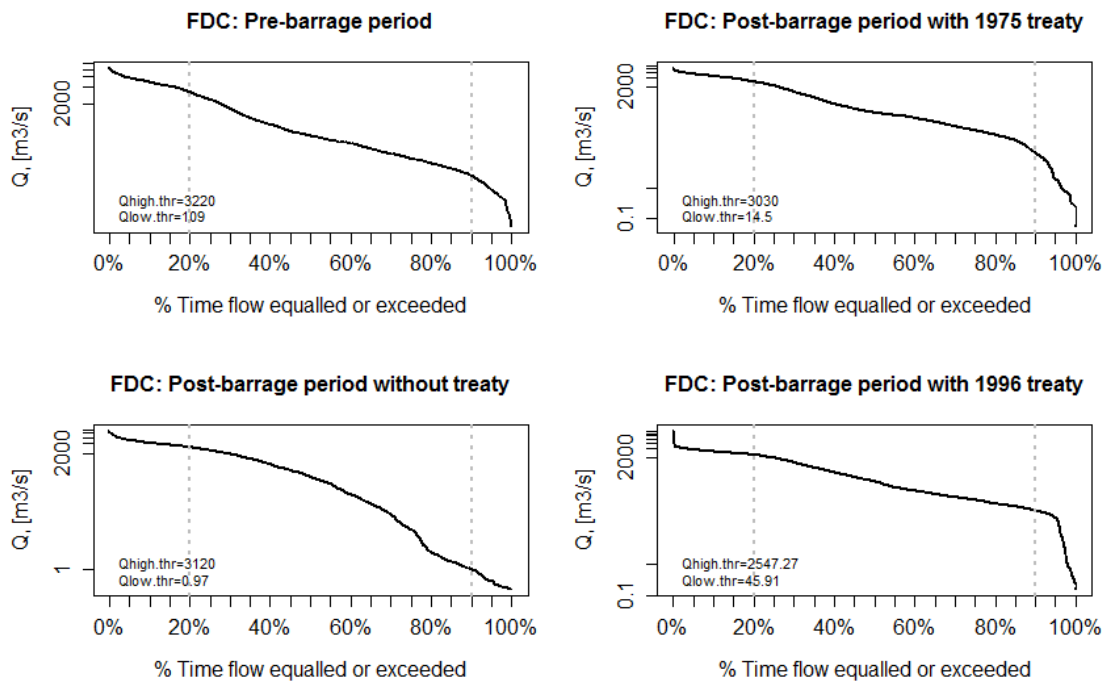 FDC: Pre-barrage period
Q, [m3/s]
2000
Qhigh.thr=3220
Qlow.thr=109
0% 20% 40% 60% 80% 100%
% Time flow equalled or exceeded
FDC: Post-barrage period with 1975 treaty
Q, [m3/s]
2000
0.1
Qhigh.thr=3030
Qlow.thr=14.5
0% 20% 40% 60% 80% 100%
% Time flow equalled or exceeded
FDC: Post-barrage period without treaty
Q, [m3/s]
2000
1
Qhigh.thr=3120
Qlow.thr=0.97
0% 20% 40% 60% 80% 100%
% Time flow equalled or exceeded
FDC: Post-barrage period with 1996 treaty
Q, [m3/s]
2000
0.1
Qhigh.thr=2547.27
Qlow.thr=45.91
0% 20% 40% 60% 80% 100%
% Time flow equalled or exceeded